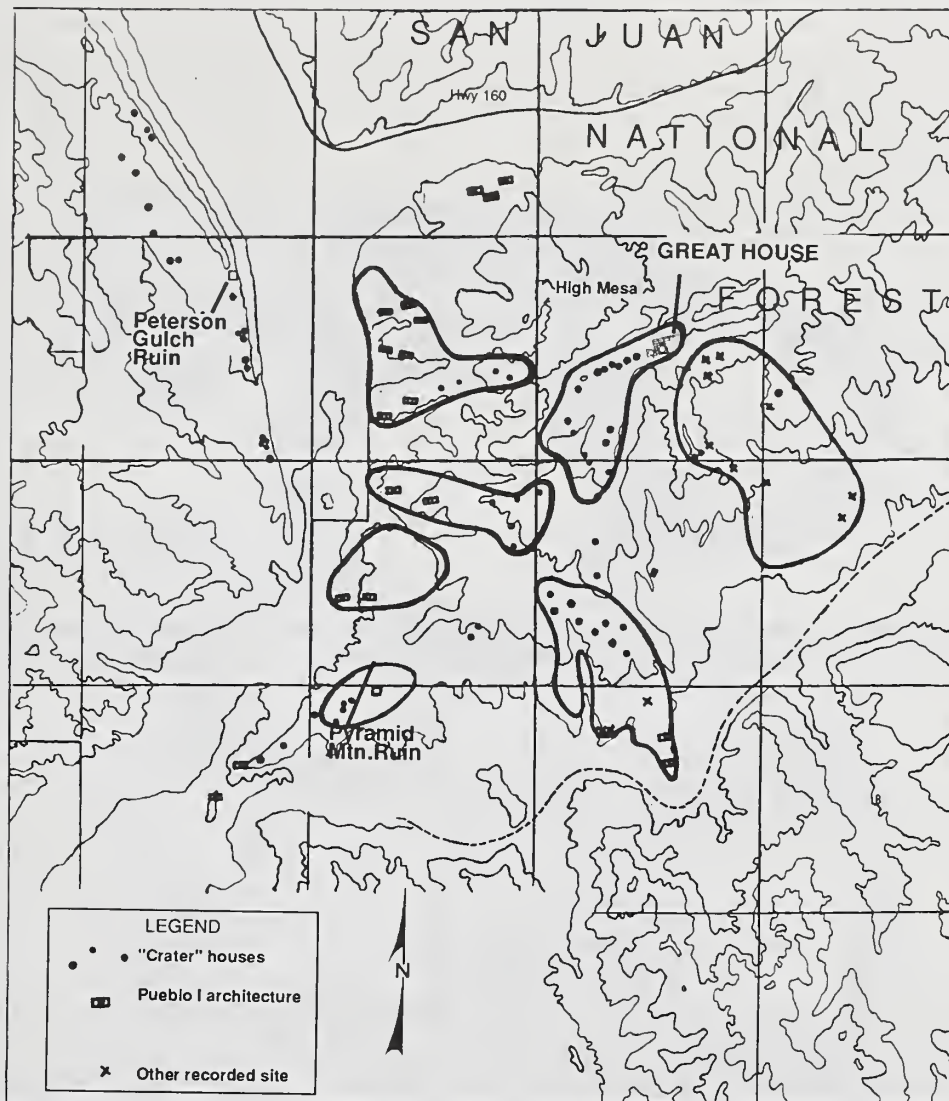 SAN JUAN
Hwy 160
NATIONAL
GREAT HOUSE
High Mesa
FOREST
Peterson
Gulch
Ruin
Pyramid
Mtn. Ruin
LEGEND
"Crater" houses
Pueblo I architecture
N
Other recorded site